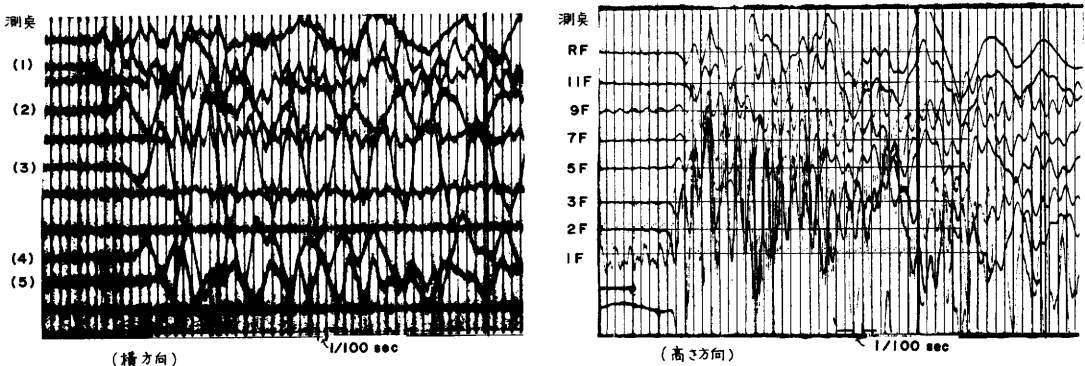 測点
(1)
(2)
(3)
(4)
(5)
1/100 sec
(横方向)
測点
RF
11F
9F
7F
5F
3F
2F
1F
1/100 sec
(高さ方向)